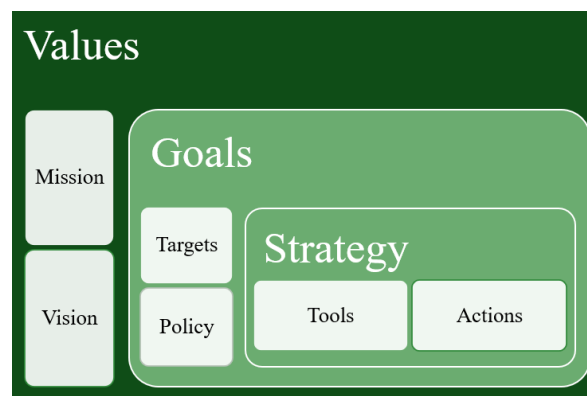 Values
Mission
Vision
Goals
Targets
Policy
Strategy
Tools
Actions